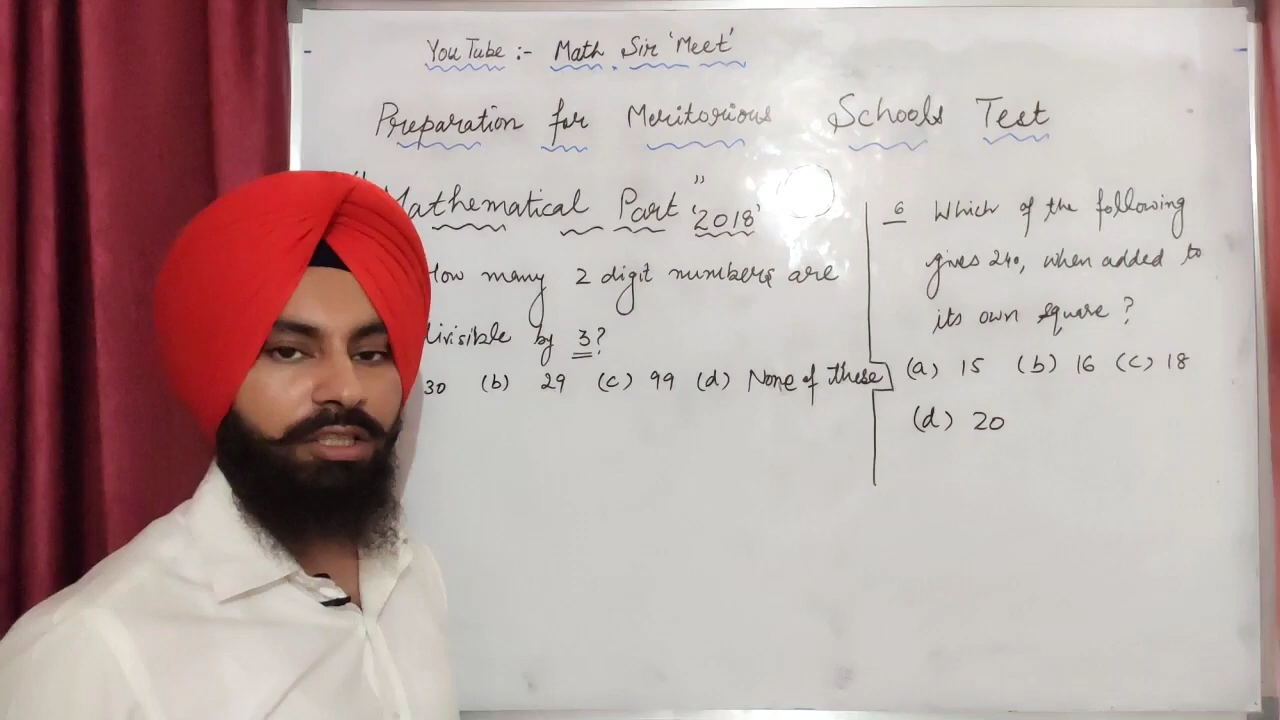 YouTube :- Math Sir 'Meet'
Preparation for Meritorious Schools Test
Mathematical Part" '2018'
How many 2 digit numbers are
divisible by 3?
30 (b) 29 (c) 99 (d) None of these
6 Which of the following
gives 240, when added to
its own square ?
(a) 15 (b) 16 (c) 18
(d) 20